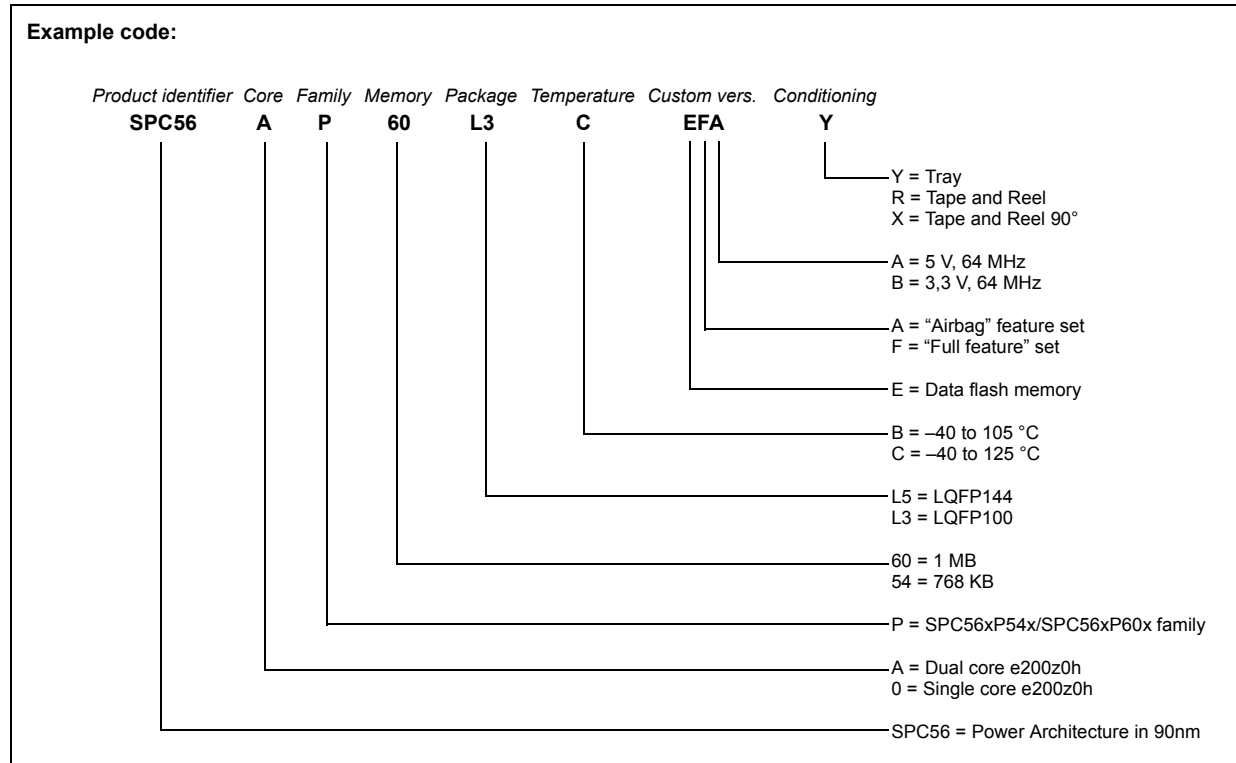 Example code:
Product identifier Core Family Memory Package Temperature Custom vers. Conditioning
SPC56 A P 60 L3 C EFA Y
Y = Tray
R = Tape and Reel
X = Tape and Reel 90°
A = 5 V, 64 MHz
B = 3,3 V, 64 MHz
A = “Airbag” feature set
F = “Full feature” set
E = Data flash memory
B = –40 to 105 °C
C = –40 to 125 °C
L5 = LQFP144
L3 = LQFP100
60 = 1 MB
54 = 768 KB
P = SPC56xP54x/SPC56xP60x family
A = Dual core e200z0h
0 = Single core e200z0h
SPC56 = Power Architecture in 90nm